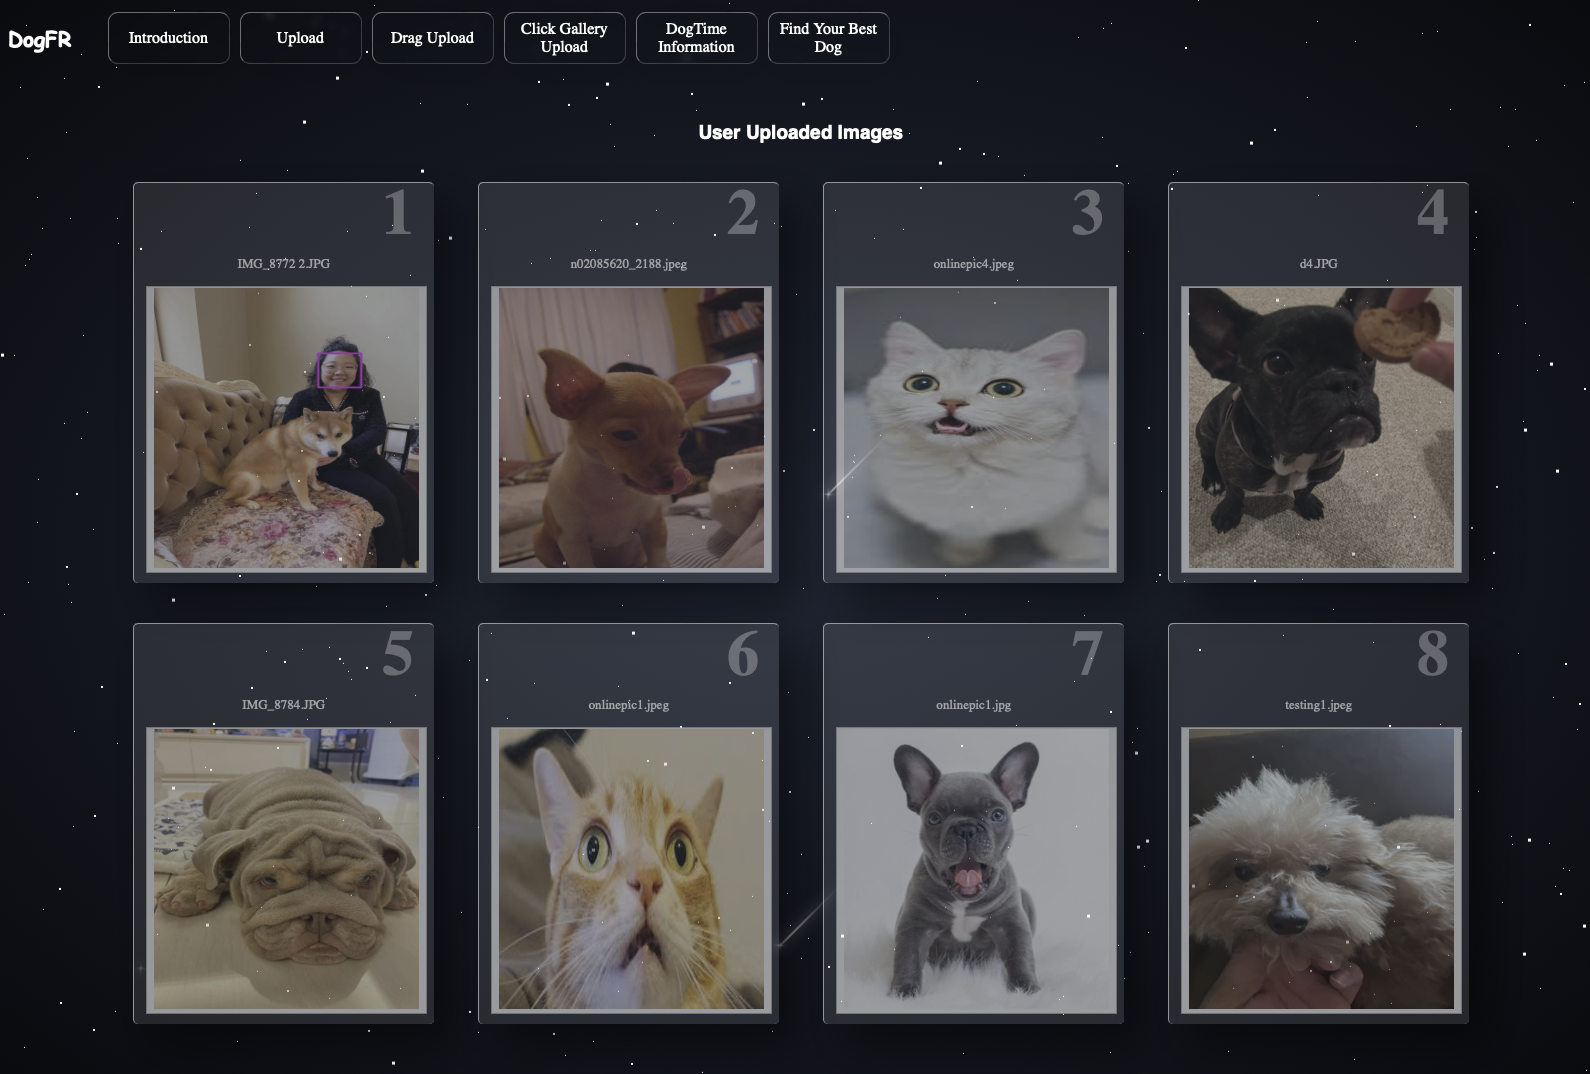 DogFR
Introduction
Upload
Drag Upload
Click Gallery
Upload
DogTime
Information
Find Your Best
Dog
User Uploaded Images
1
IMG_8772 2.JPG
2
n02085620_2188.jpeg
3
onlinepic4.jpeg
4
d4.JPG
5
IMG_8784.JPG
6
onlinepic1.jpeg
7
onlinepic1.jpg
8
testing1.jpeg